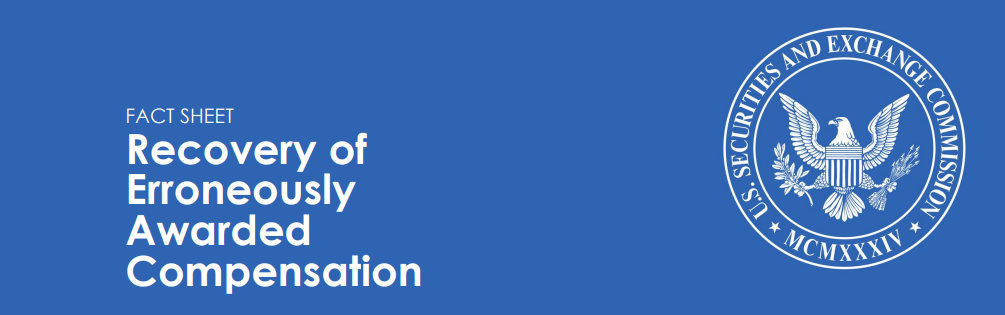 FACT SHEET
Recovery of
Erroneously
Awarded
Compensation
U.S. SECURITIES AND EXCHANGE COMMISSION
MCMXXXIV